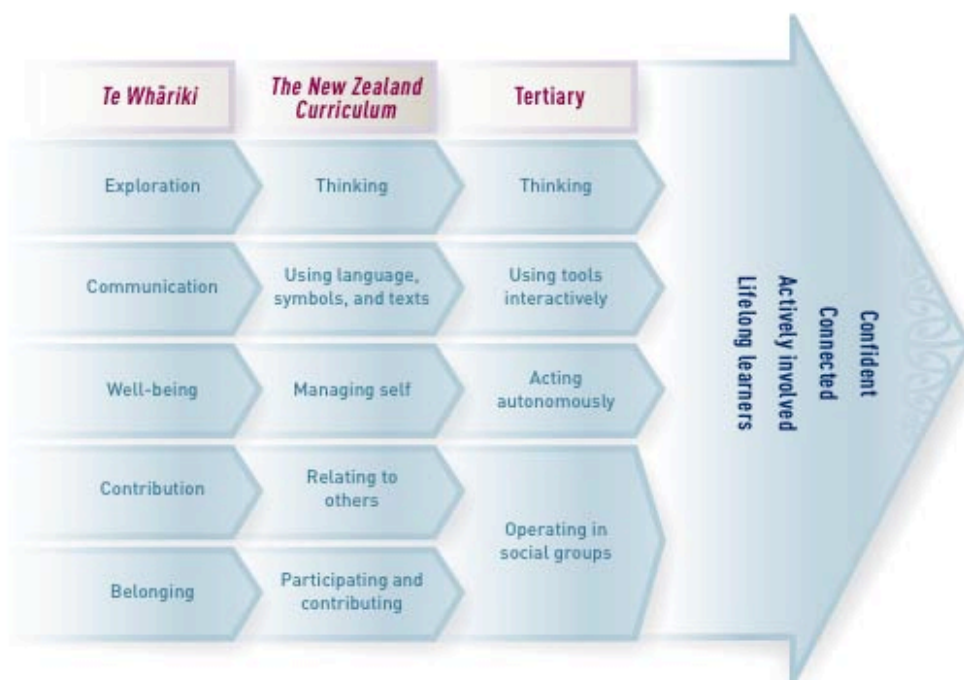 Te Whāriki
The New Zealand
Curriculum
Tertiary
Exploration
Thinking
Thinking
Communication
Using language,
symbols, and texts
Using tools
interactively
Well-being
Managing self
Acting
autonomously
Contribution
Relating to
others
Operating in
social groups
Belonging
Participating and
contributing
Confident
Connected
Actively involved
Lifelong learners